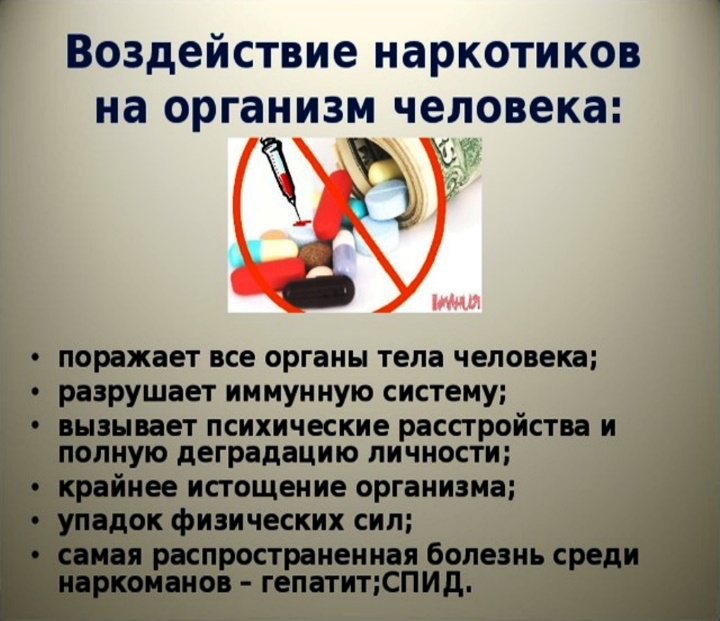 Воздействие наркотиков
на организм человека:
• поражает все органы тела человека;
• разрушает иммунную систему;
• вызывает психические расстройства и
полную деградацию личности;
• крайнее истощение организма;
• упадок физических сил;
• самая распространенная болезнь среди
наркоманов – гепатит;СПИД.